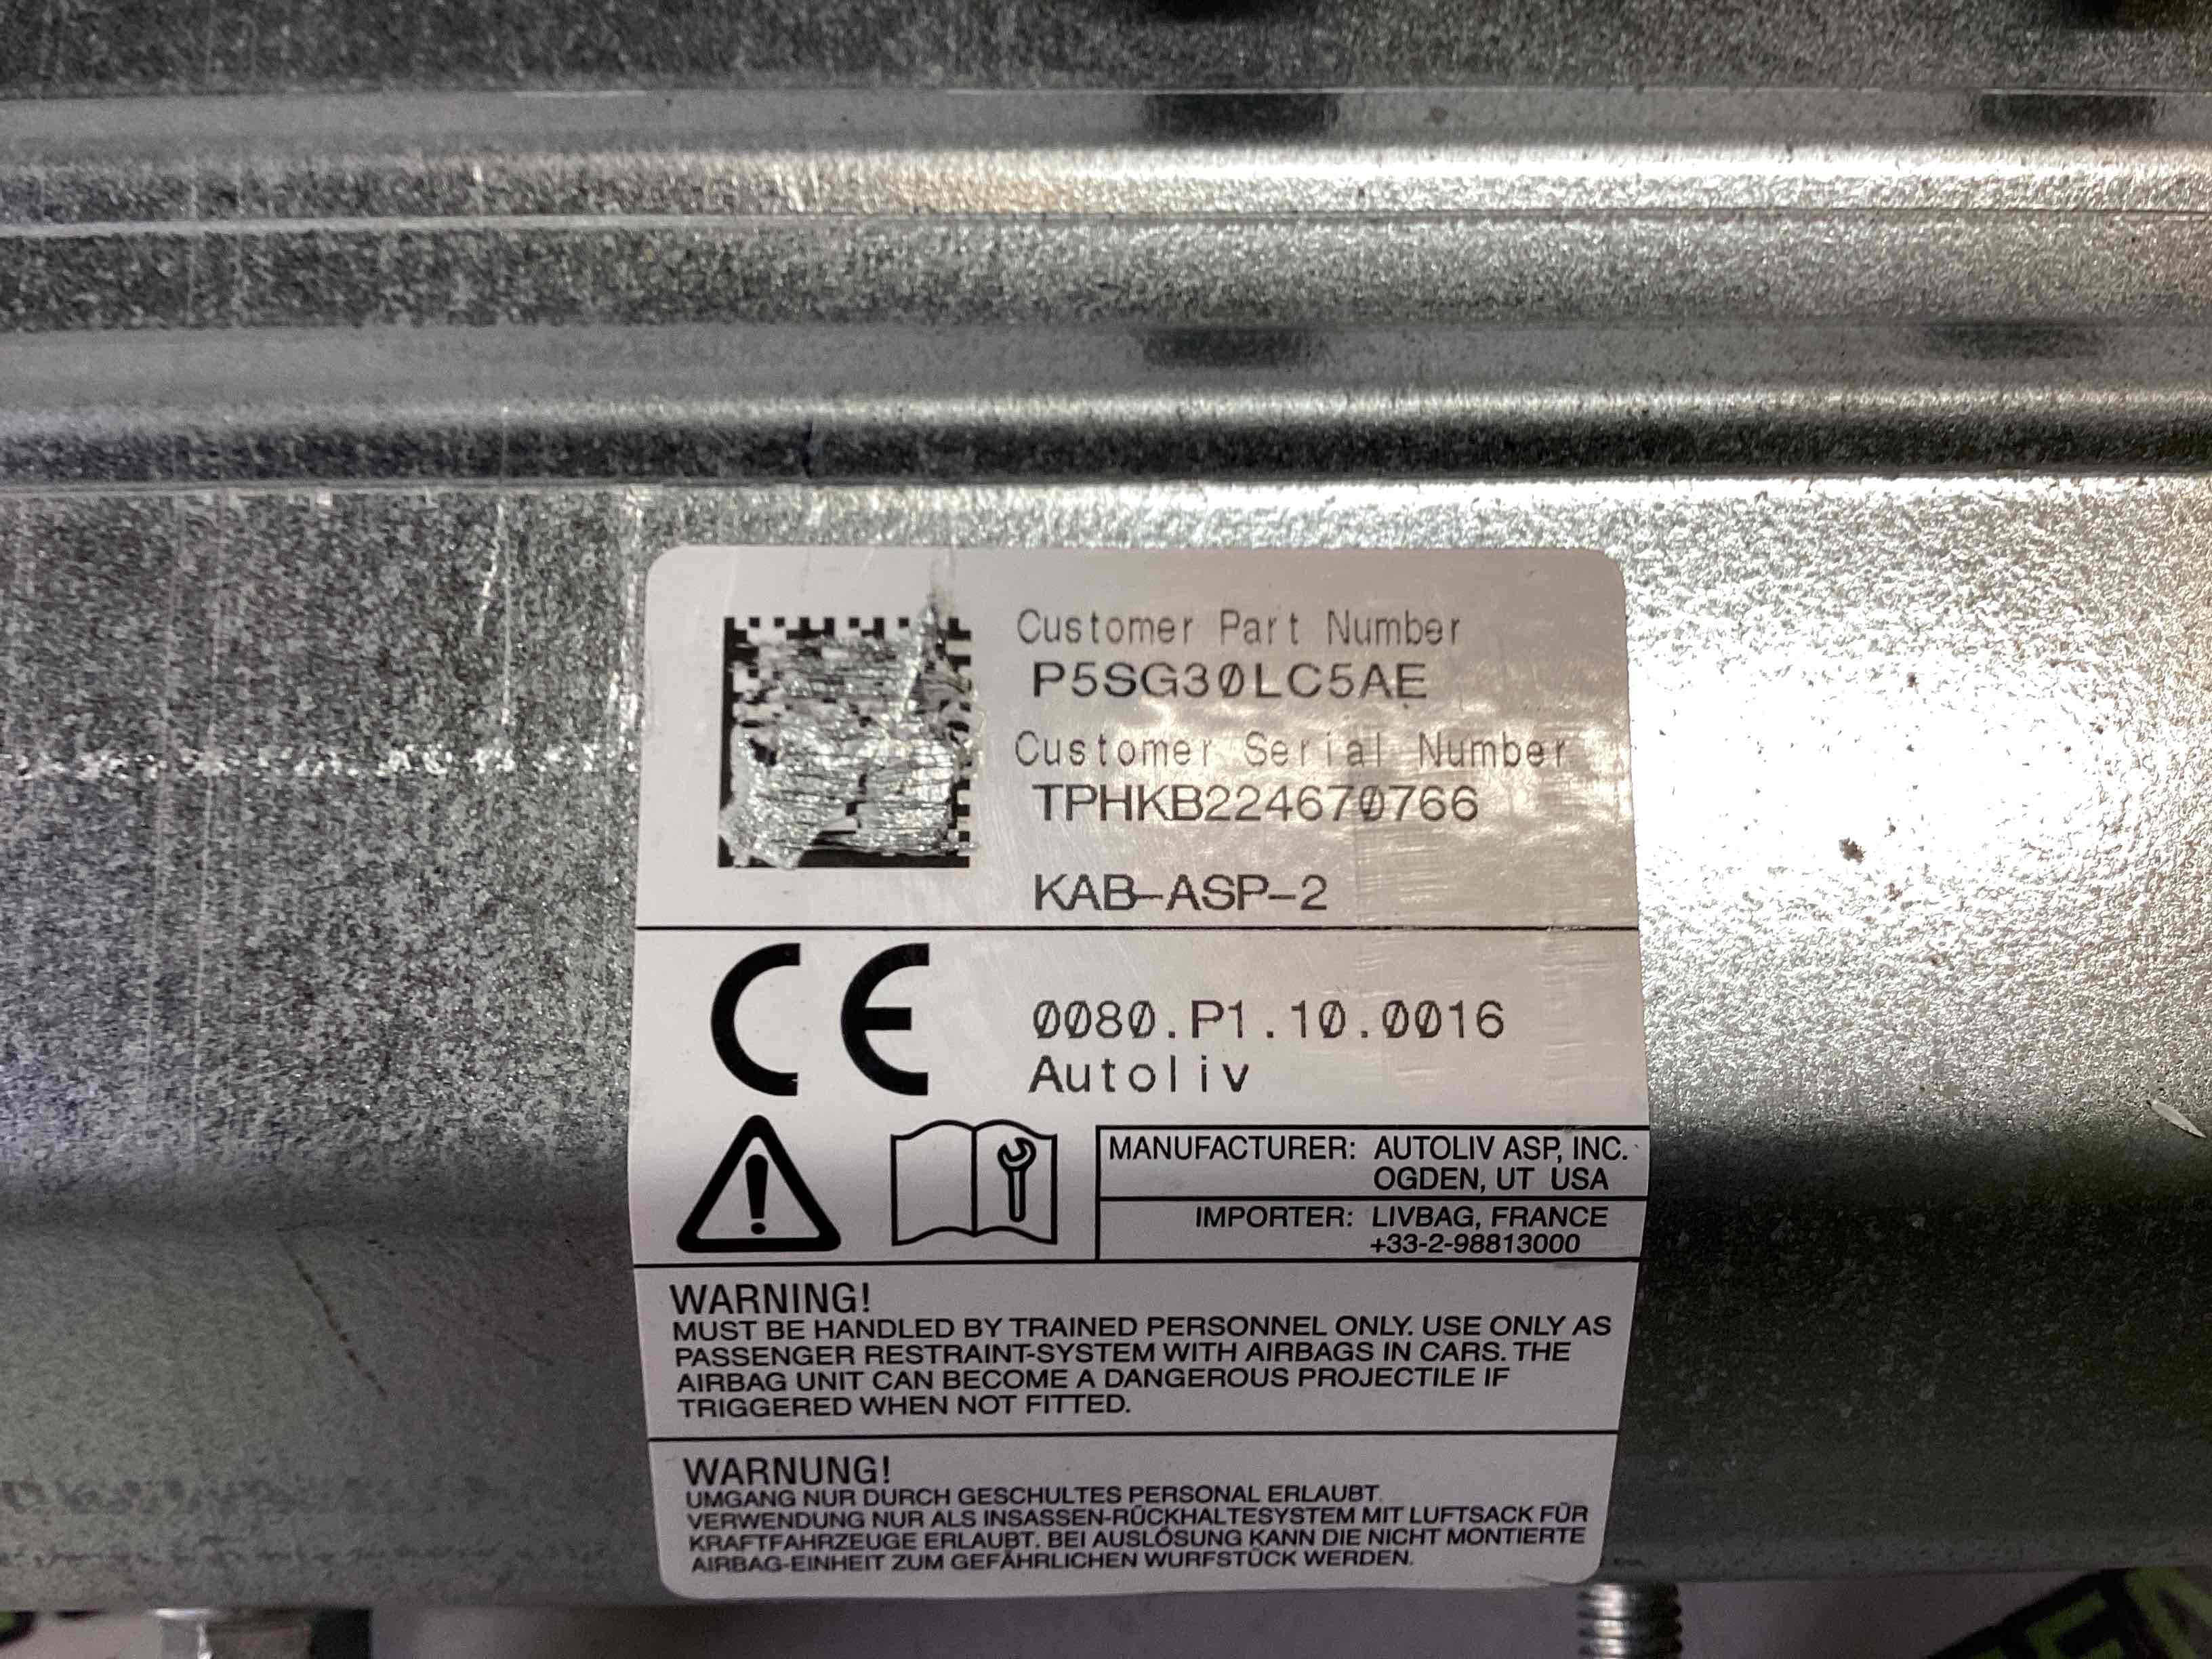 Customer Part Number
P5SG30LC5AE
Customer Serial Number
TPHKB224670766
KAB-ASP-2
CE
0080.P1.10.0016
Autoliv
MANUFACTURER: AUTOLIV ASP, INC.
OGDEN, UT USA
IMPORTER: LIVBAG, FRANCE
+33-2-98813000
WARNING!
MUST BE HANDLED BY TRAINED PERSONNEL ONLY. USE ONLY AS
PASSENGER RESTRAINT-SYSTEM WITH AIRBAGS IN CARS. THE
AIRBAG UNIT CAN BECOME A DANGEROUS PROJECTILE IF
TRIGGERED WHEN NOT FITTED.
WARNUNG!
UMGANG NUR DURCH GESCHULTES PERSONAL ERLAUBT.
VERWENDUNG NUR ALS INSASSEN-RÜCKHALTESYSTEM MIT LUFTSACK FÜR
KRAFTFAHRZEUGE ERLAUBT. BEI AUSLÖSUNG KANN DIE NICHT MONTIERTE
AIRBAG-EINHEIT ZUM GEFÄHRLICHEN WURFSTÜCK WERDEN.